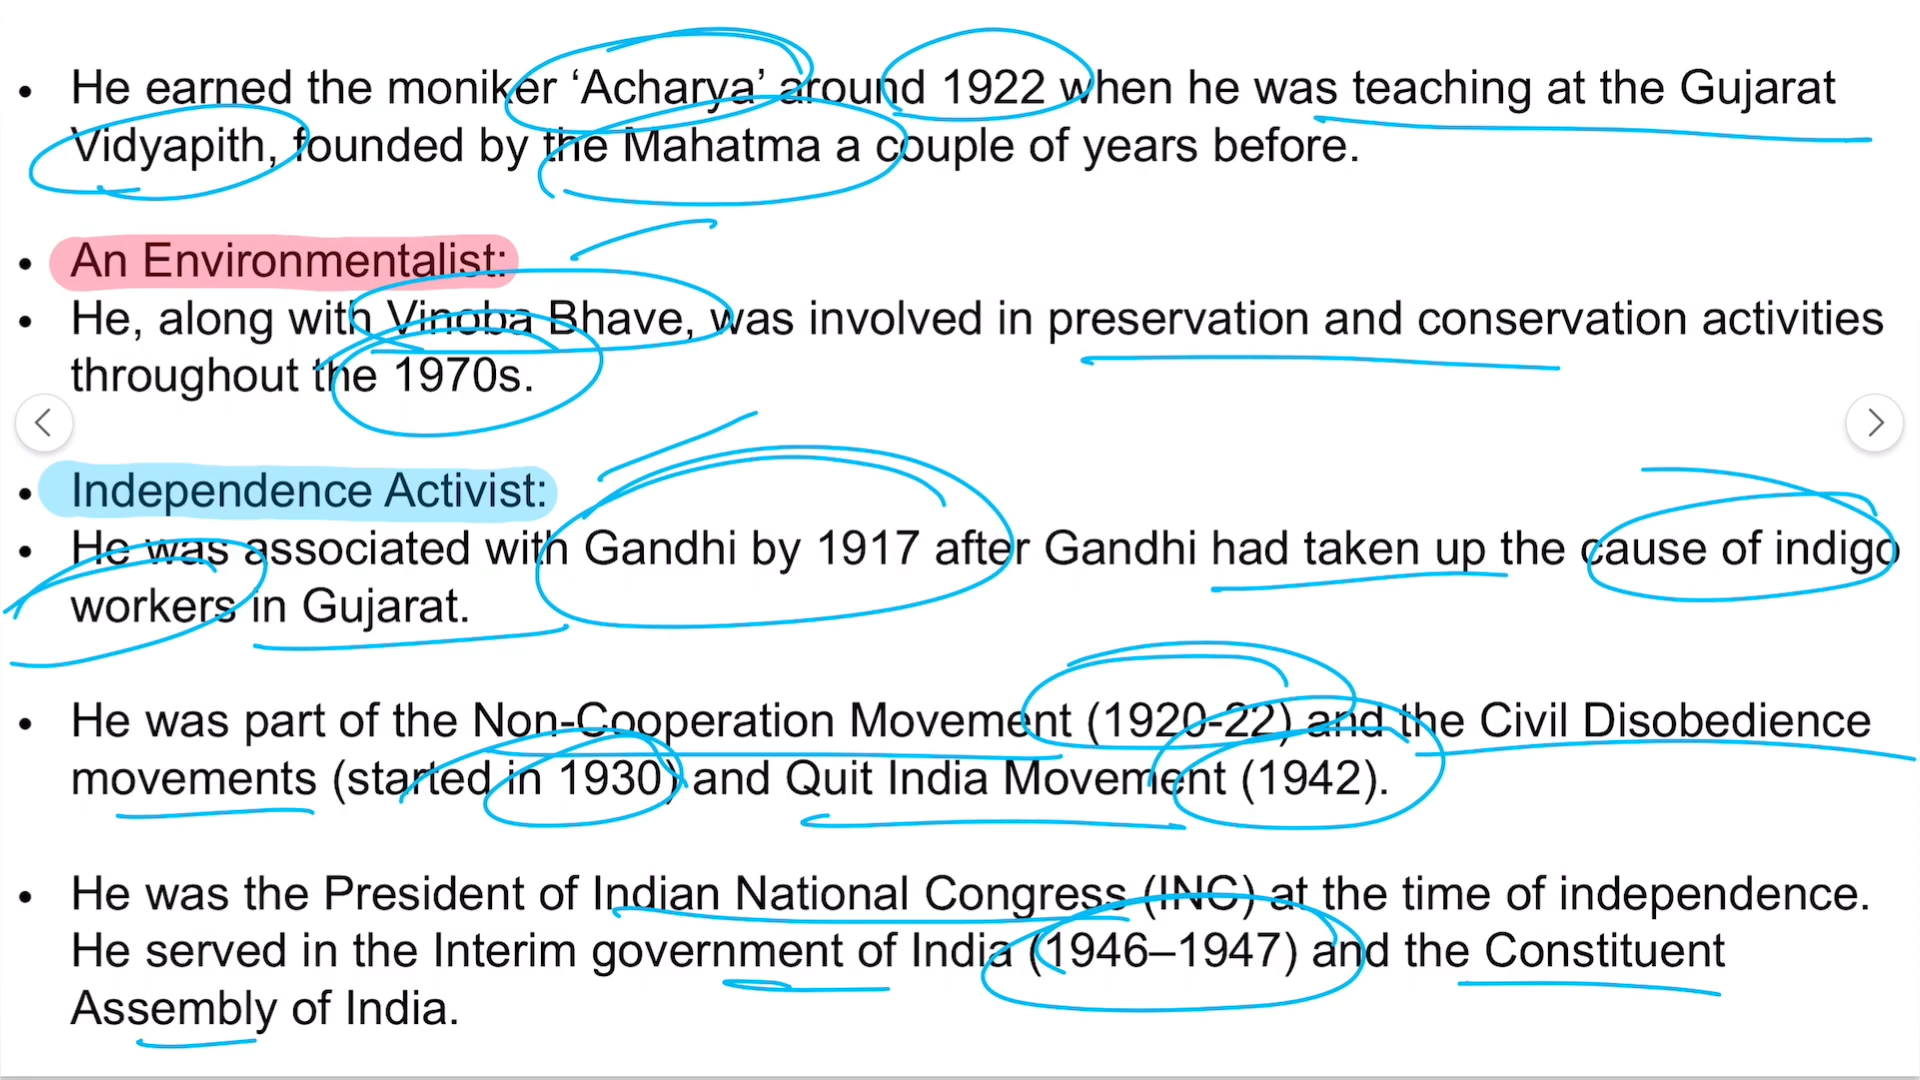 • He earned the moniker ‘Acharya’ around 1922 when he was teaching at the Gujarat
Vidyapith, founded by the Mahatma a couple of years before.
• An Environmentalist:
• He, along with Vinoba Bhave, was involved in preservation and conservation activities
throughout the 1970s.
• Independence Activist:
• He was associated with Gandhi by 1917 after Gandhi had taken up the cause of indigo
workers in Gujarat.
• He was part of the Non-Cooperation Movement (1920-22) and the Civil Disobedience
movements (started in 1930) and Quit India Movement (1942).
• He was the President of Indian National Congress (INC) at the time of independence.
He served in the Interim government of India (1946–1947) and the Constituent
Assembly of India.